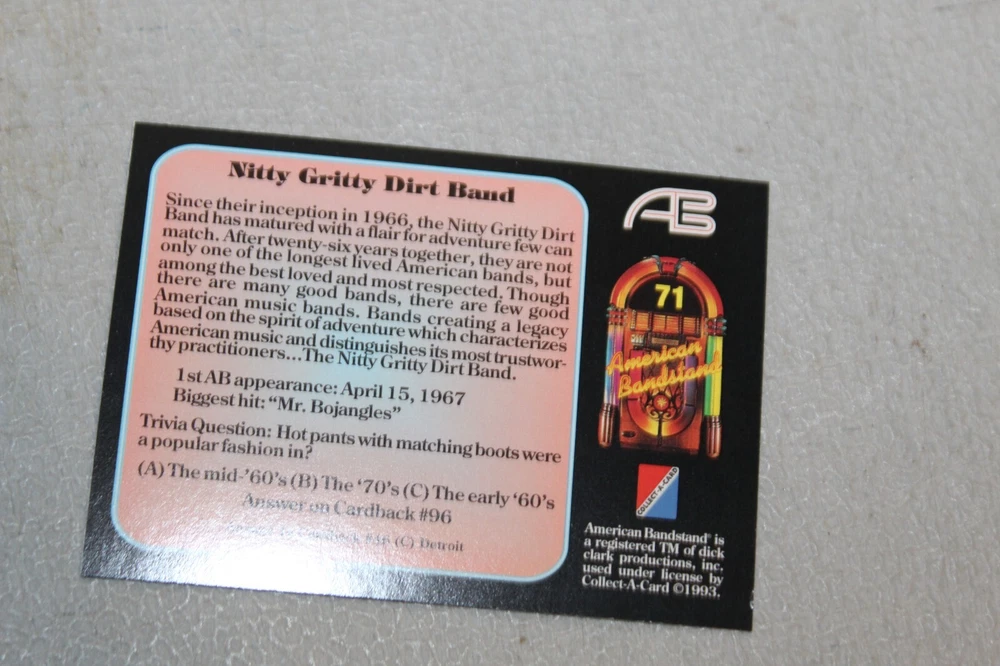 Nitty Gritty Dirt Band
Since their inception in 1966, the Nitty Gritty Dirt
Band has matured with a flair for adventure few can
match. After twenty-six years together, they are not
only one of the longest lived American bands, but
among the best loved and most respected. Though
there are many good bands, there are few good
American music bands. Bands creating a legacy
based on the spirit of adventure which characterizes
American music and distinguishes its most trustwor-
thy practitioners...The Nitty Gritty Dirt Band.
1st AB appearance: April 15, 1967
Biggest hit: “Mr. Bojangles”
Trivia Question: Hot pants with matching boots were
a popular fashion in?
(A) The mid-’60’s (B) The ‘70’s (C) The early ‘60’s
Answer on Cardback #96
(C) Detroit
AB
71
American
Bandstand
COLLECT-A-CARD
American Bandstand® is
a registered TM of dick
clark productions, inc.
used under license by
Collect-A-Card ©1993.